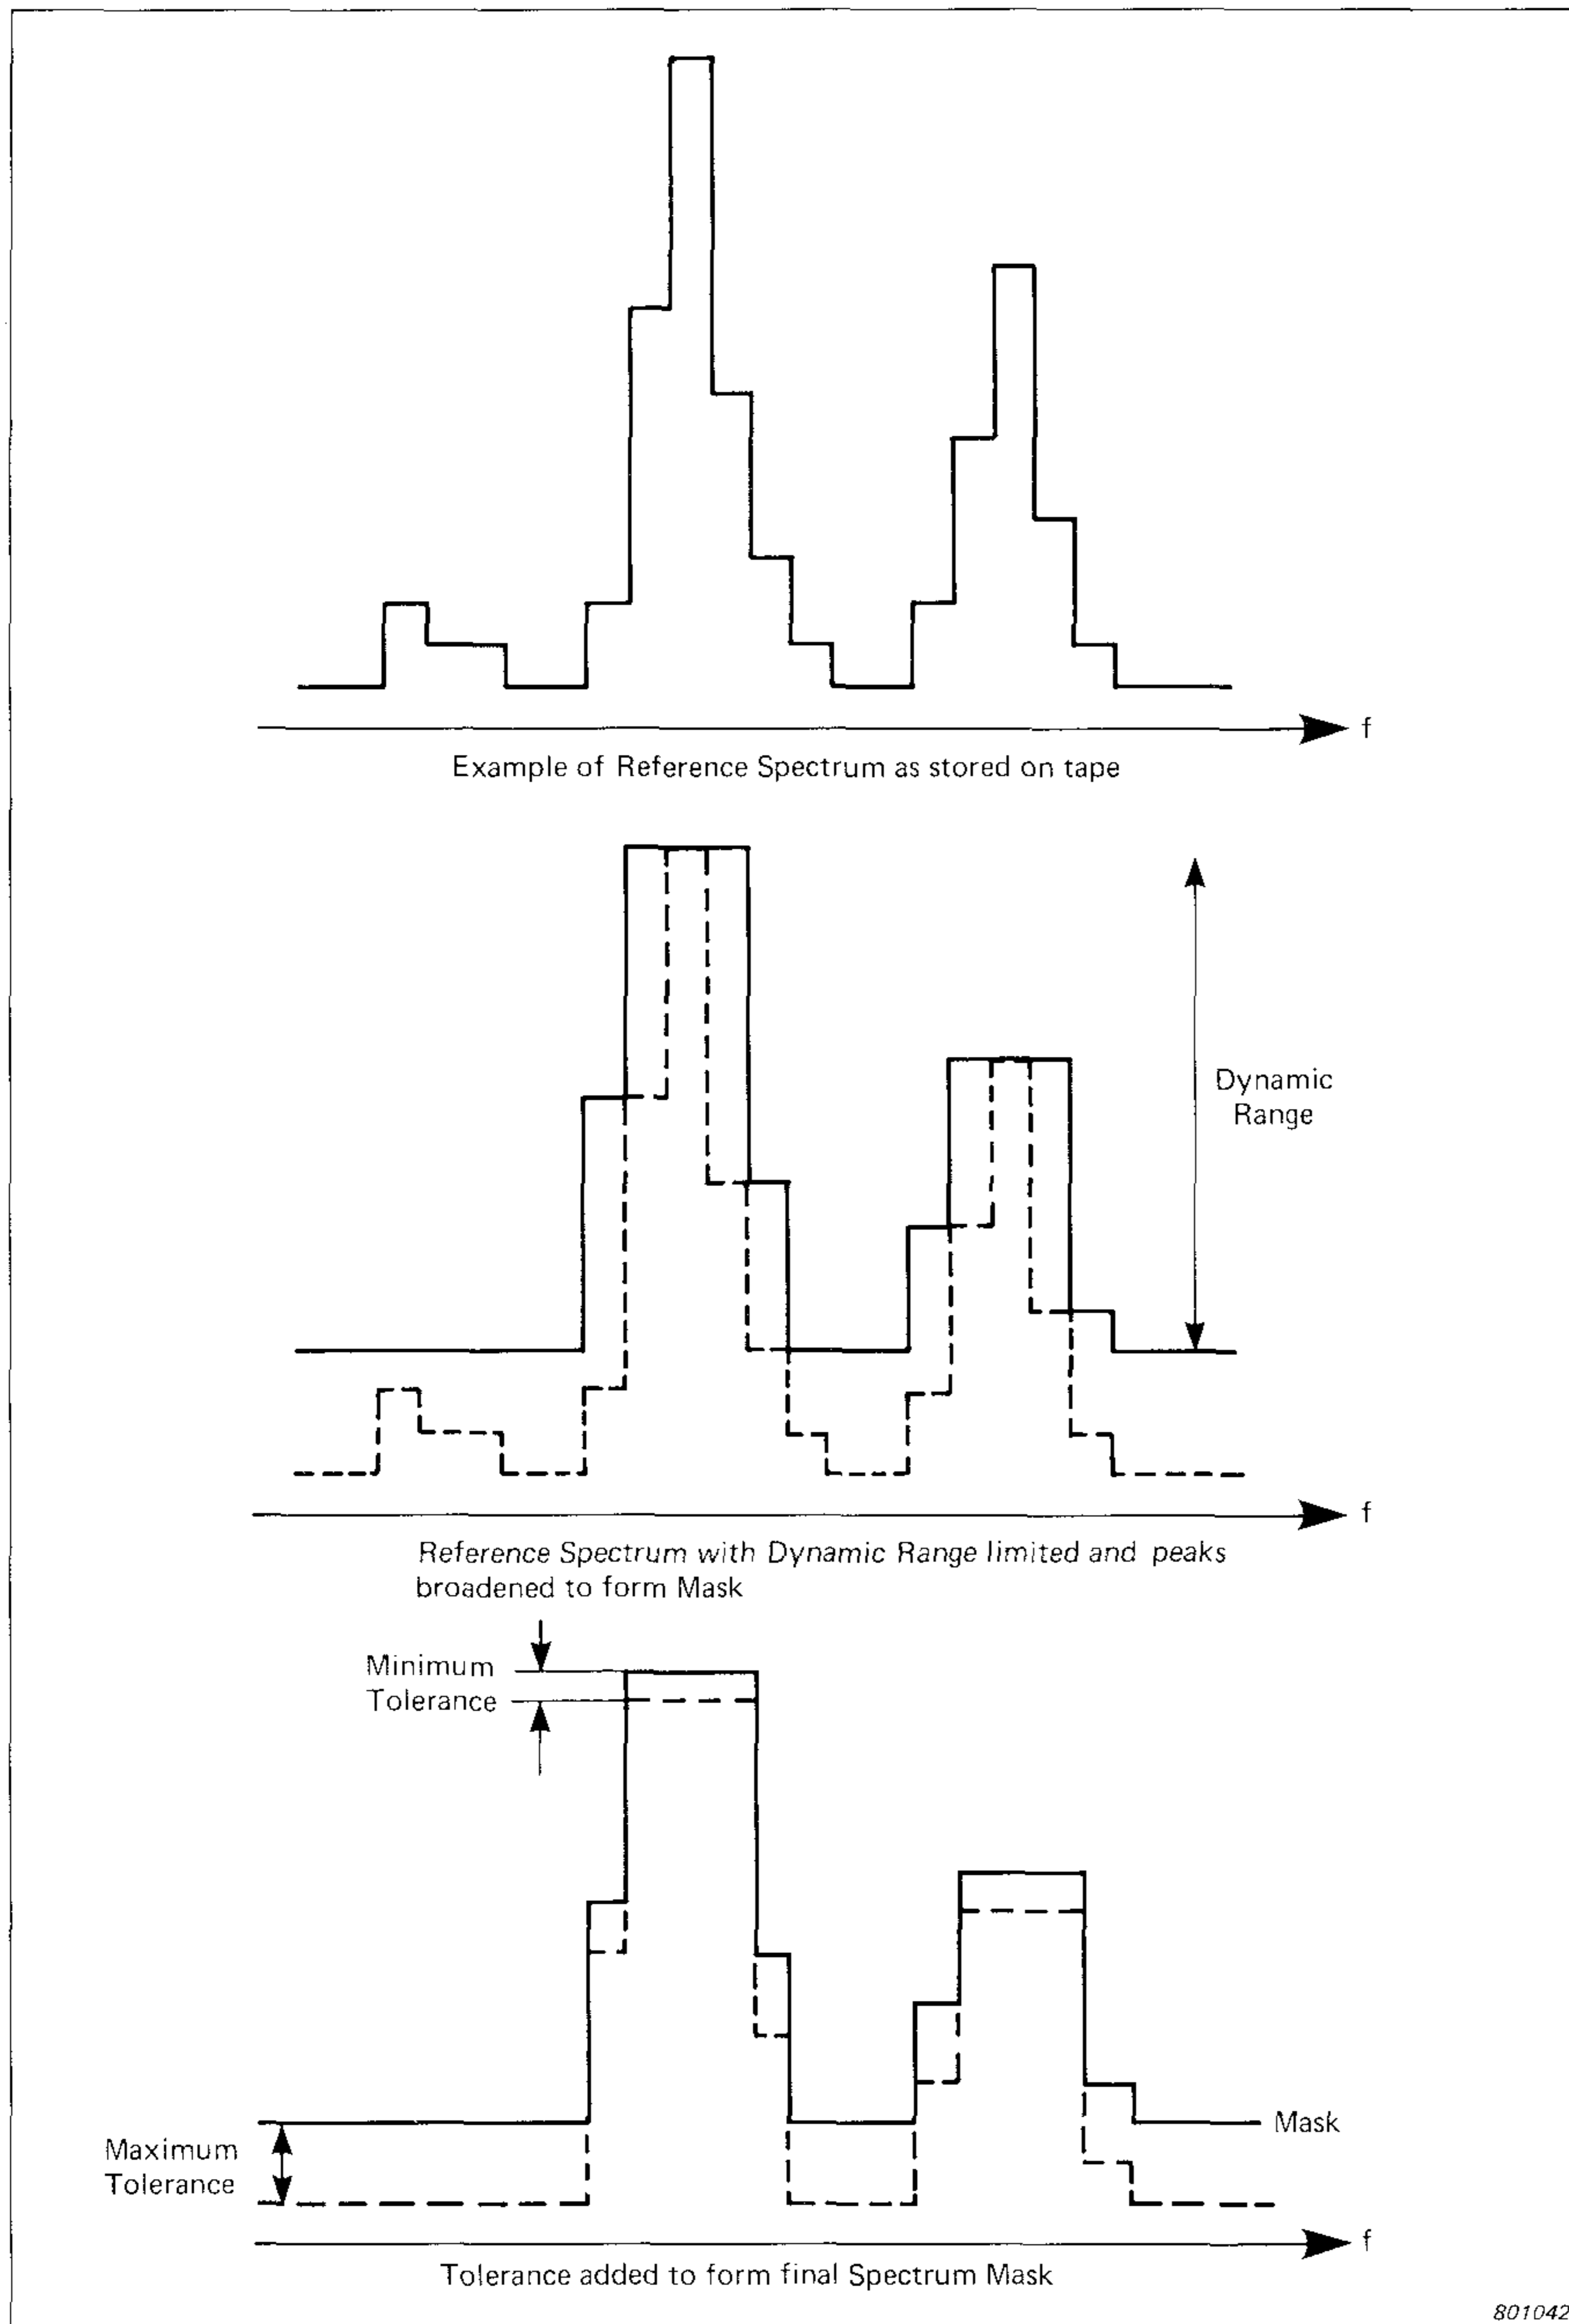 f
Example of Reference Spectrum as stored on tape
Dynamic
Range
f
Reference Spectrum with Dynamic Range limited and peaks
broadened to form Mask
Minimum
Tolerance
Mask
Maximum
Tolerance
f
Tolerance added to form final Spectrum Mask
801042